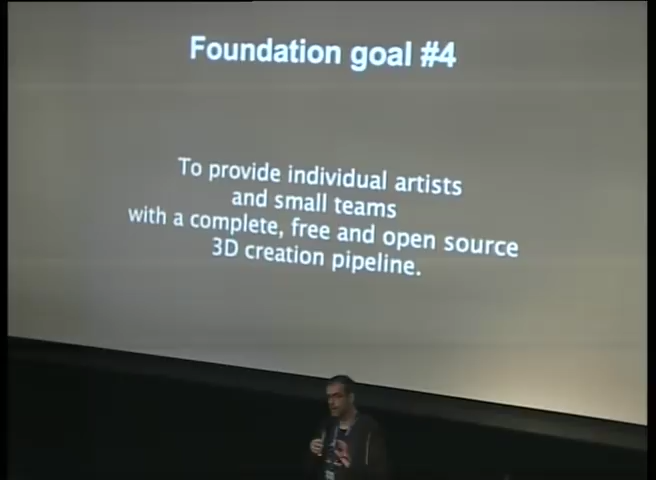 Foundation goal #4
To provide individual artists
and small teams
with a complete, free and open source
3D creation pipeline.